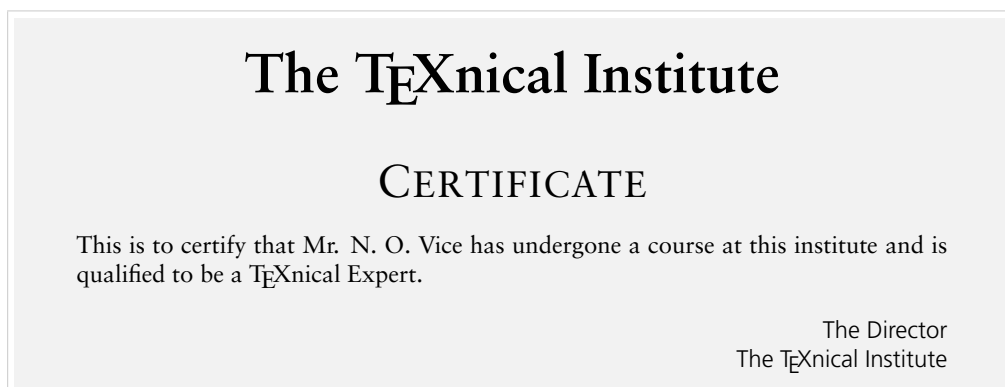 The TEXnical Institute
CERTIFICATE
This is to certify that Mr. N. O. Vice has undergone a course at this institute and is
qualified to be a TEXnical Expert.
The Director
The TEXnical Institute